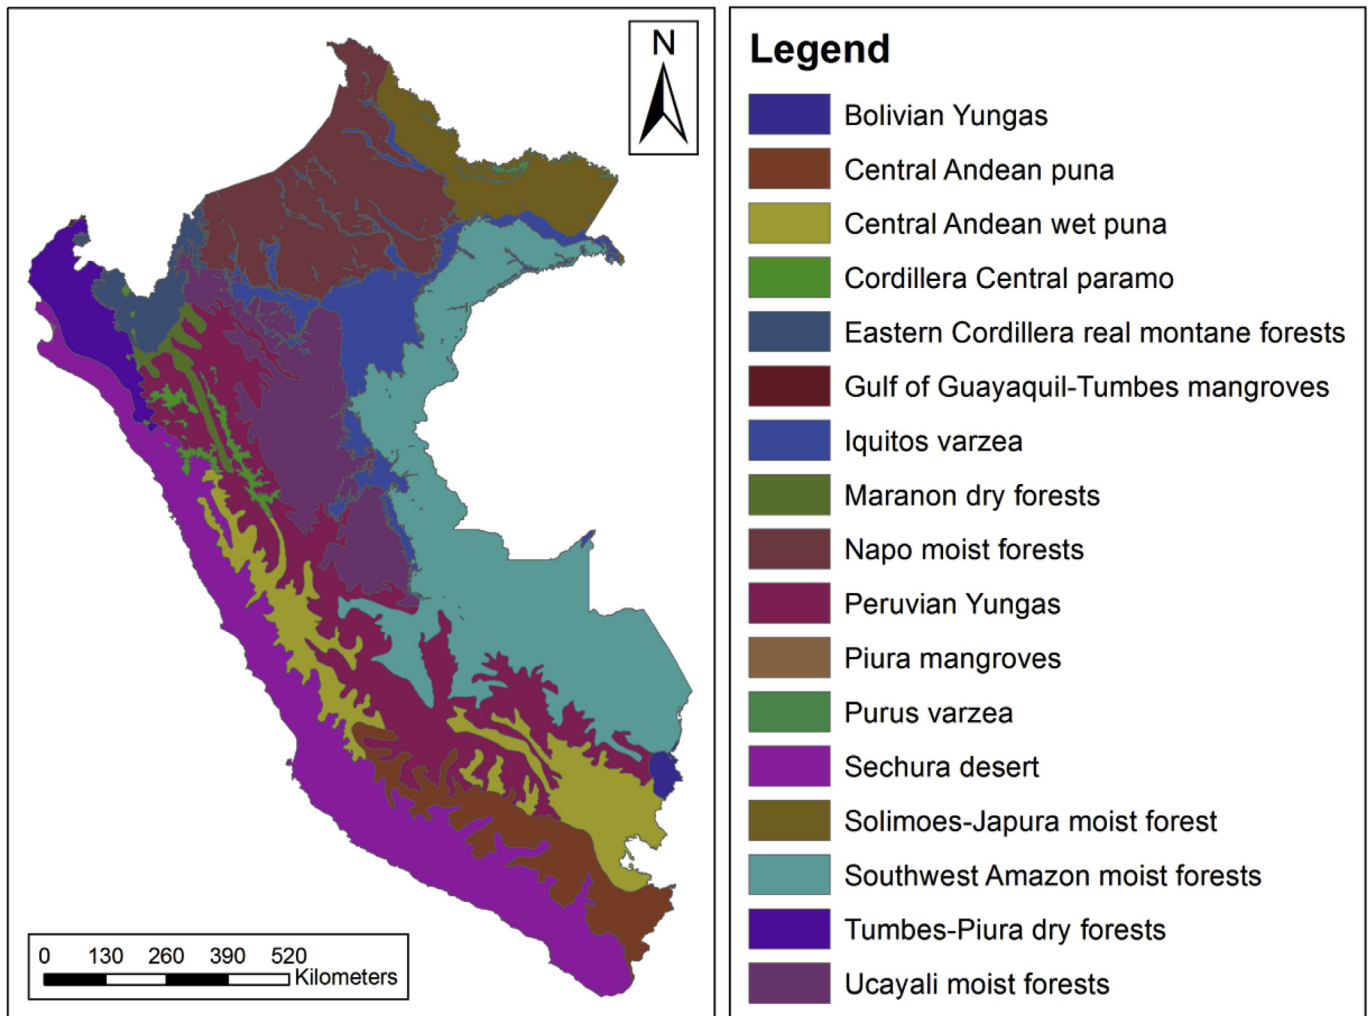 N
0 130 260 390 520
Kilometers
Legend
Bolivian Yungas
Central Andean puna
Central Andean wet puna
Cordillera Central paramo
Eastern Cordillera real montane forests
Gulf of Guayaquil-Tumbes mangroves
Iquitos varzea
Maranon dry forests
Napo moist forests
Peruvian Yungas
Piura mangroves
Purus varzea
Sechura desert
Solimoes-Japura moist forest
Southwest Amazon moist forests
Tumbes-Piura dry forests
Ucayali moist forests